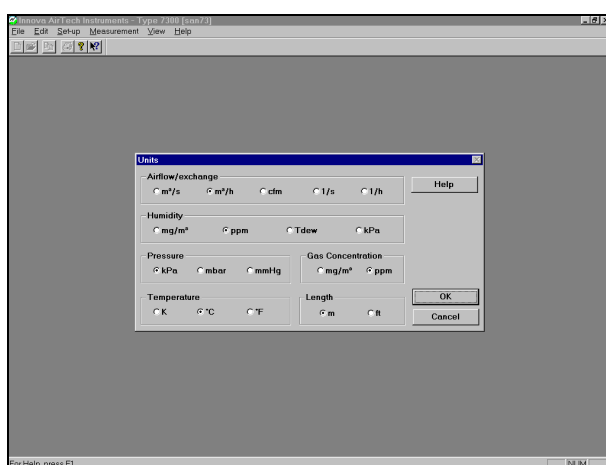 Innova AirTech Instruments - Type 7300 [san73]
File Edit Set-up Measurement View Help
Units
Airflow/exchange
m³/s m³/h cfm 1/s 1/h
Help
Humidity
mg/m³ ppm Tdew kPa
Pressure
kPa mbar mmHg
Gas Concentration
mg/m³ ppm
Temperature
K °C °F
Length
m ft
OK
Cancel
For Help, press F1
NUM